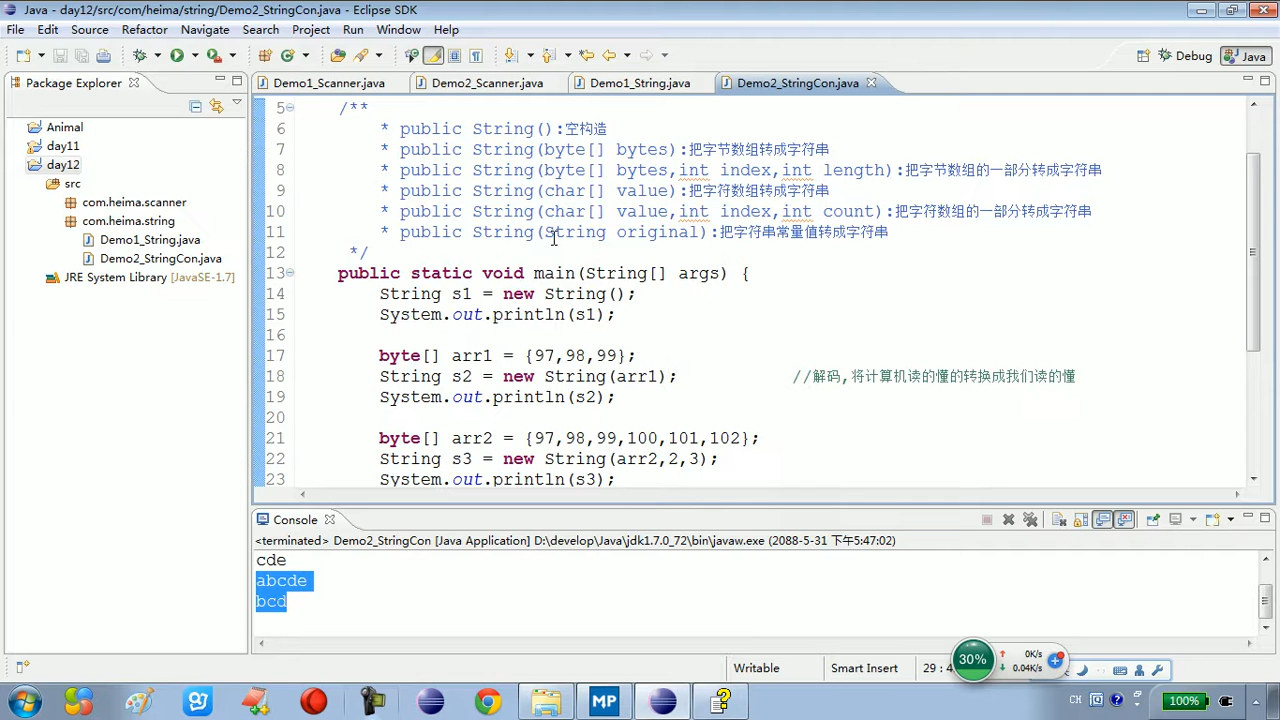 Java - day12/src/com/heima/string/Demo2_StringCon.java - Eclipse SDK
File Edit Source Refactor Navigate Search Project Run Window Help
Debug Java
Package Explorer
Demo1_Scanner.java Demo2_Scanner.java Demo1_String.java Demo2_StringCon.java
Animal
day11
day12
src
com.heima.scanner
com.heima.string
Demo1_String.java
Demo2_StringCon.java
JRE System Library [JavaSE-1.7]
5 /**
6 * public String():空构造
7 * public String(byte[] bytes):把字节数组转成字符串
8 * public String(byte[] bytes,int index,int length):把字节数组的一部分转成字符串
9 * public String(char[] value):把字符数组转成字符串
10 * public String(char[] value,int index,int count):把字符数组的一部分转成字符串
11 * public String(String original):把字符串常量值转成字符串
12 */
13 public static void main(String[] args) {
14 String s1 = new String();
15 System.out.println(s1);
16
17 byte[] arr1 = {97,98,99};
18 String s2 = new String(arr1); //解码,将计算机读的懂的转换成我们读的懂
19 System.out.println(s2);
20
21 byte[] arr2 = {97,98,99,100,101,102};
22 String s3 = new String(arr2,2,3);
23 System.out.println(s3);
Console
<terminated> Demo2_StringCon [Java Application] D:\develop\Java\jdk1.7.0_72\bin\javaw.exe (2088-5-31 下午5:47:02)
cde
abcde
bcd
Writable Smart Insert 29 : 4
30% 0K/s
0.04K/s
MP CH 100%